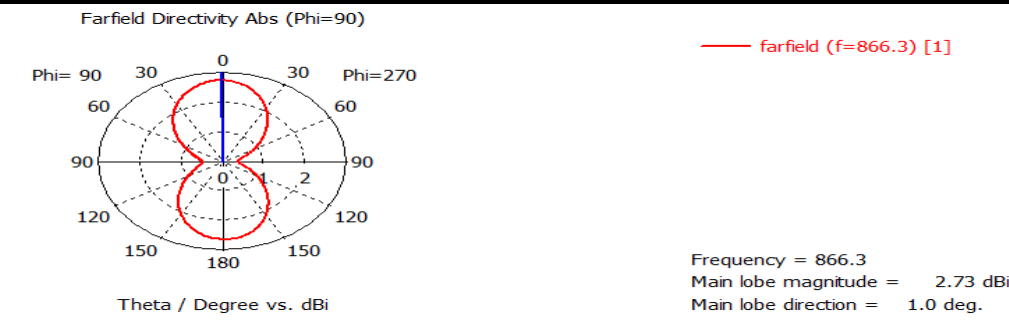 Farfield Directivity Abs (Phi=90)
farfield (f=866.3) [1]
0
Phi= 90 30 30 Phi=270
60 60
90 90
0 1 2
120 120
150 150
180
Theta / Degree vs. dBi
Frequency = 866.3
Main lobe magnitude = 2.73 dBi
Main lobe direction = 1.0 deg.